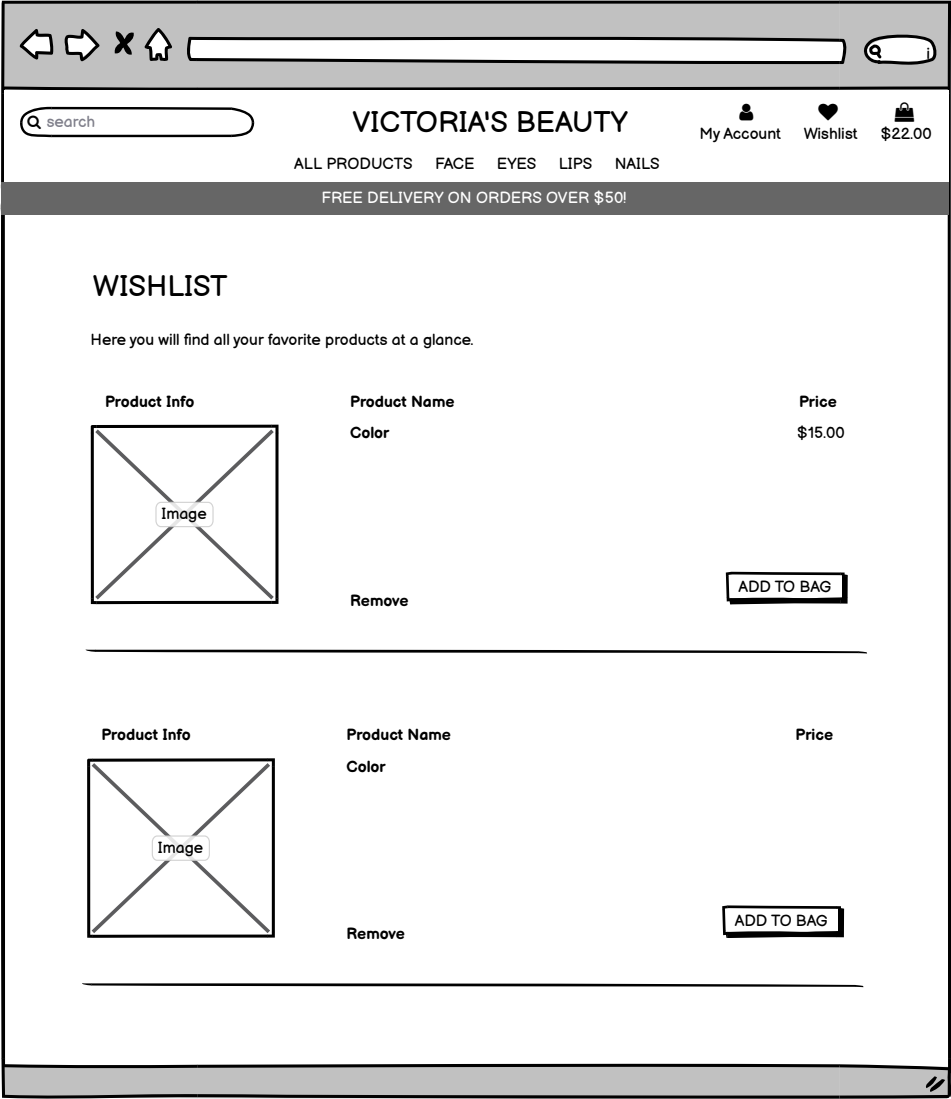 search
VICTORIA'S BEAUTY
My Account
Wishlist
$22.00
ALL PRODUCTS FACE EYES LIPS NAILS
FREE DELIVERY ON ORDERS OVER $50!
WISHLIST
Here you will find all your favorite products at a glance.
Product Info
Product Name
Price
Color
$15.00
Image
Remove
ADD TO BAG
Product Info
Product Name
Price
Color
Image
Remove
ADD TO BAG